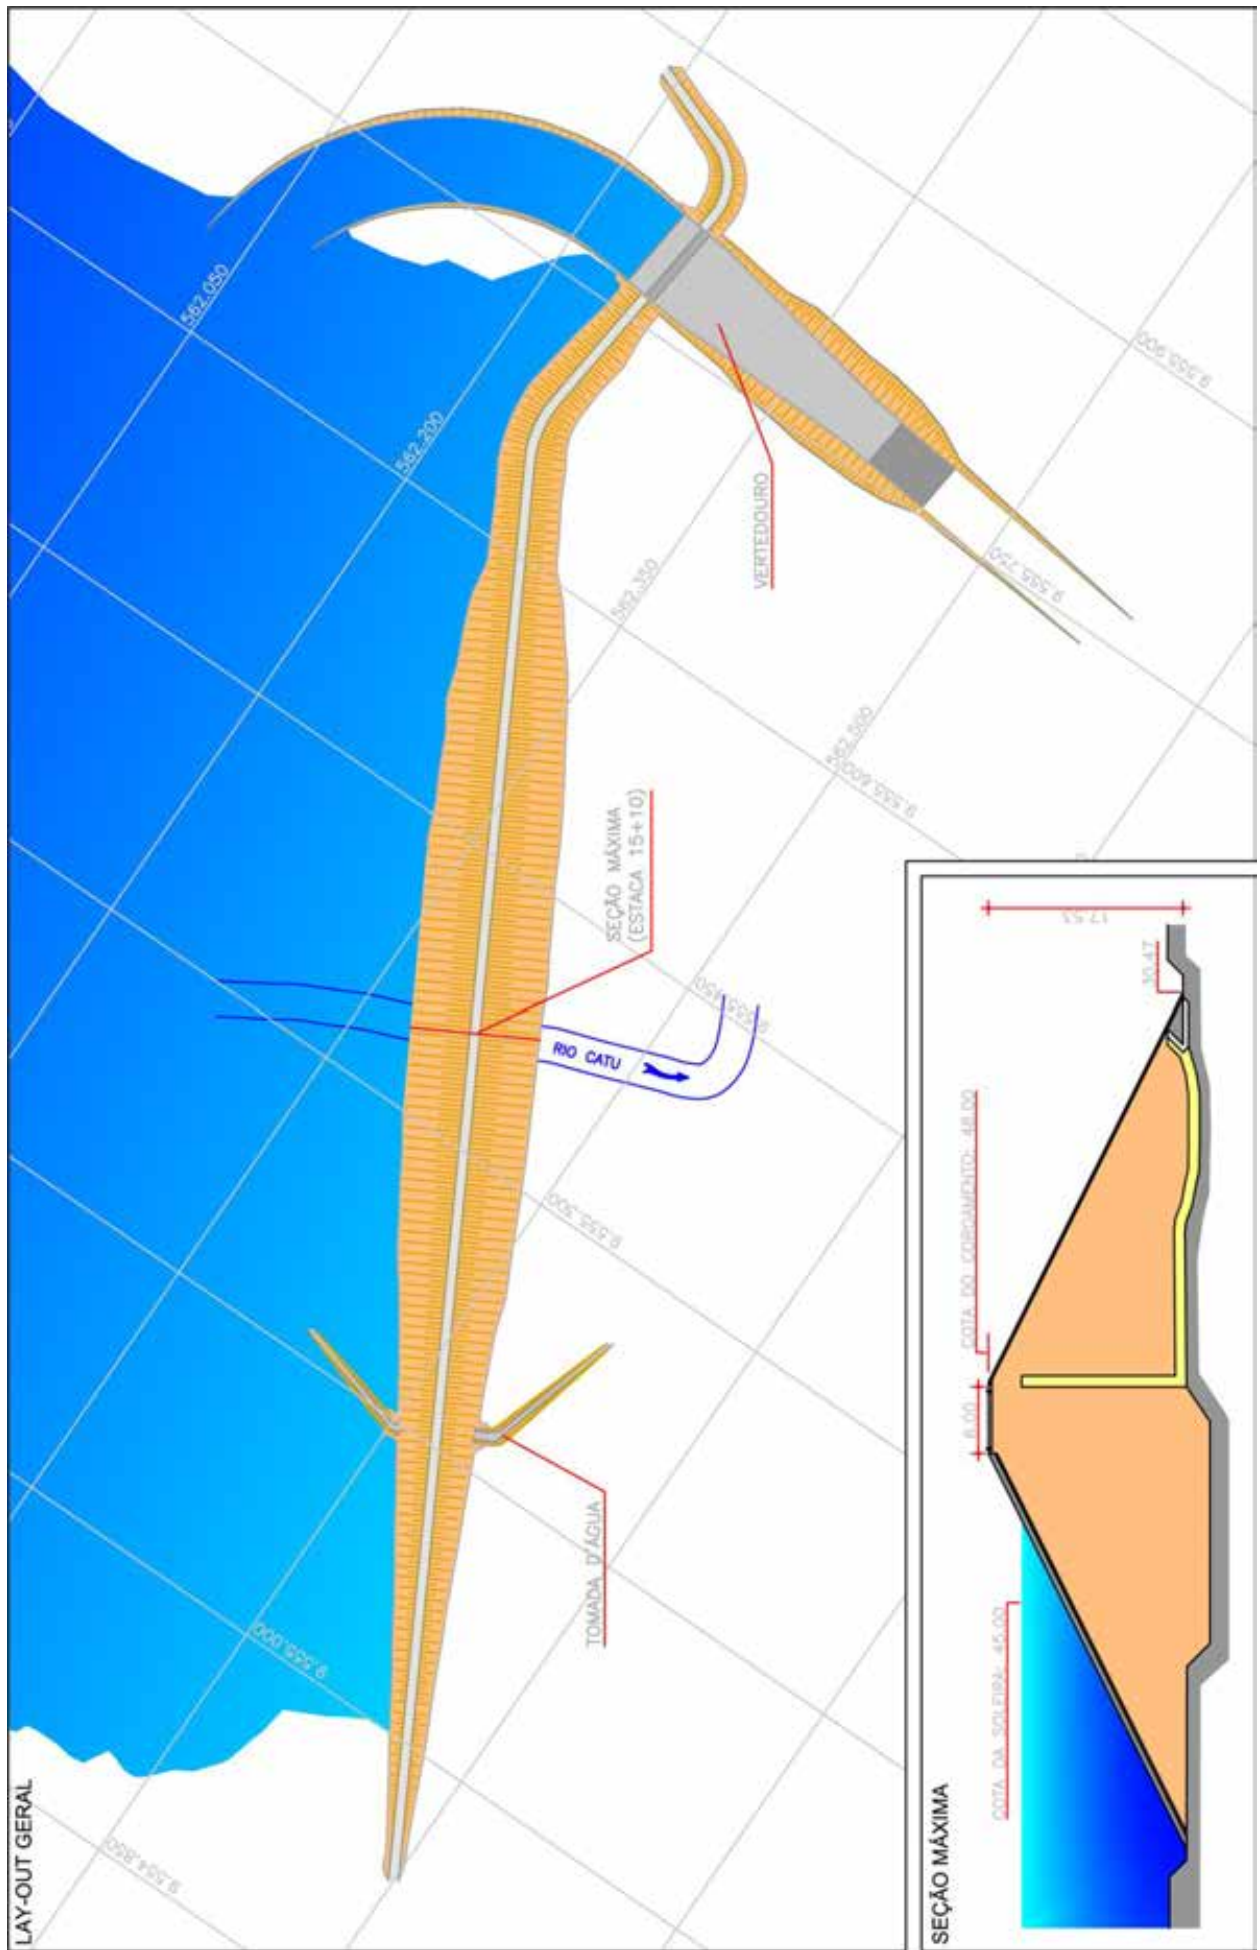 LAY-OUT GERAL
562.050
562.200
562.350
562.500
9.555.900
9.555.750
9.555.600
9.555.450
9.555.300
9.555.000
9.554.850
VERTEDOURO
SEÇÃO MÁXIMA
(ESTACA 15+10)
RIO CATU
TOMADA D'ÁGUA
SEÇÃO MÁXIMA
COTA DA SOLEIRA: 45.00
6.00
COTA DO COROAMENTO: 48.00
30.47
17.53